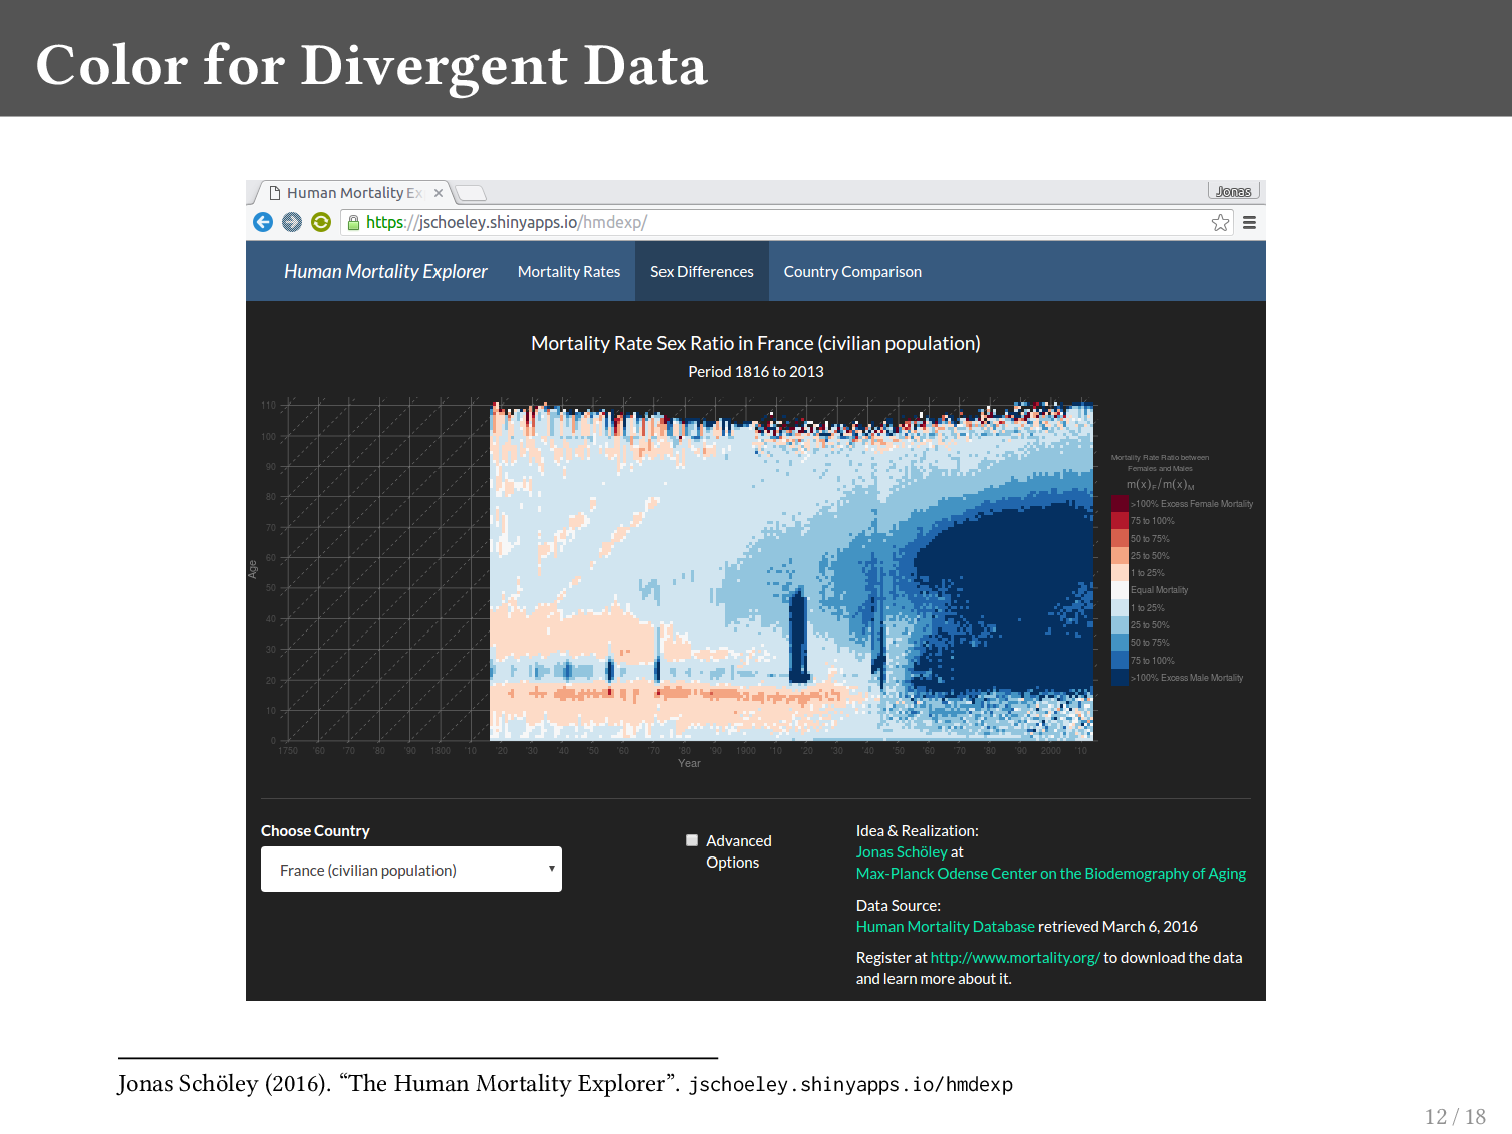 Color for Divergent Data
Human Mortality Ex
Jonas
https://jschoeley.shinyapps.io/hmdexp/
Human Mortality Explorer Mortality Rates Sex Differences Country Comparison
Mortality Rate Sex Ratio in France (civilian population)
Period 1816 to 2013
110
100
90
80
70
60
50
40
30
20
10
0
Age
1750 '60 '70 '80 '90 1800 '10 '20 '30 '40 '50 '60 '70 '80 '90 1900 '10 '20 '30 '40 '50 '60 '70 '80 '90 2000 '10
Year
Mortality Rate Ratio between
Females and Males
m(x)F/m(x)M
>100% Excess Female Mortality
75 to 100%
50 to 75%
25 to 50%
1 to 25%
Equal Mortality
1 to 25%
25 to 50%
50 to 75%
75 to 100%
>100% Excess Male Mortality
Choose Country
France (civilian population)
Advanced
Options
Idea & Realization:
Jonas Schöley at
Max-Planck Odense Center on the Biodemography of Aging
Data Source:
Human Mortality Database retrieved March 6, 2016
Register at http://www.mortality.org/ to download the data
and learn more about it.
Jonas Schöley (2016). “The Human Mortality Explorer”. jschoeley.shinyapps.io/hmdexp
12 / 18